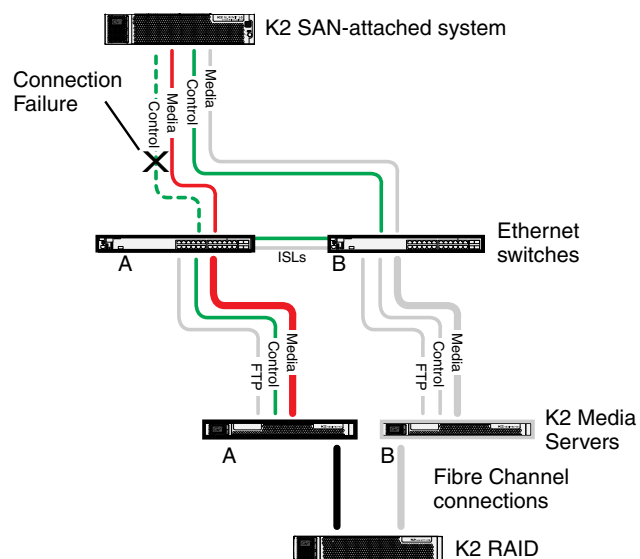 K2 SAN-attached system
Connection
Failure
Control
Media
Control
Media
Ethernet
switches
A
ISLs
B
FTP
Control
Media
FTP
Control
Media
K2 Media
Servers
A
B
Fibre Channel
connections
K2 RAID